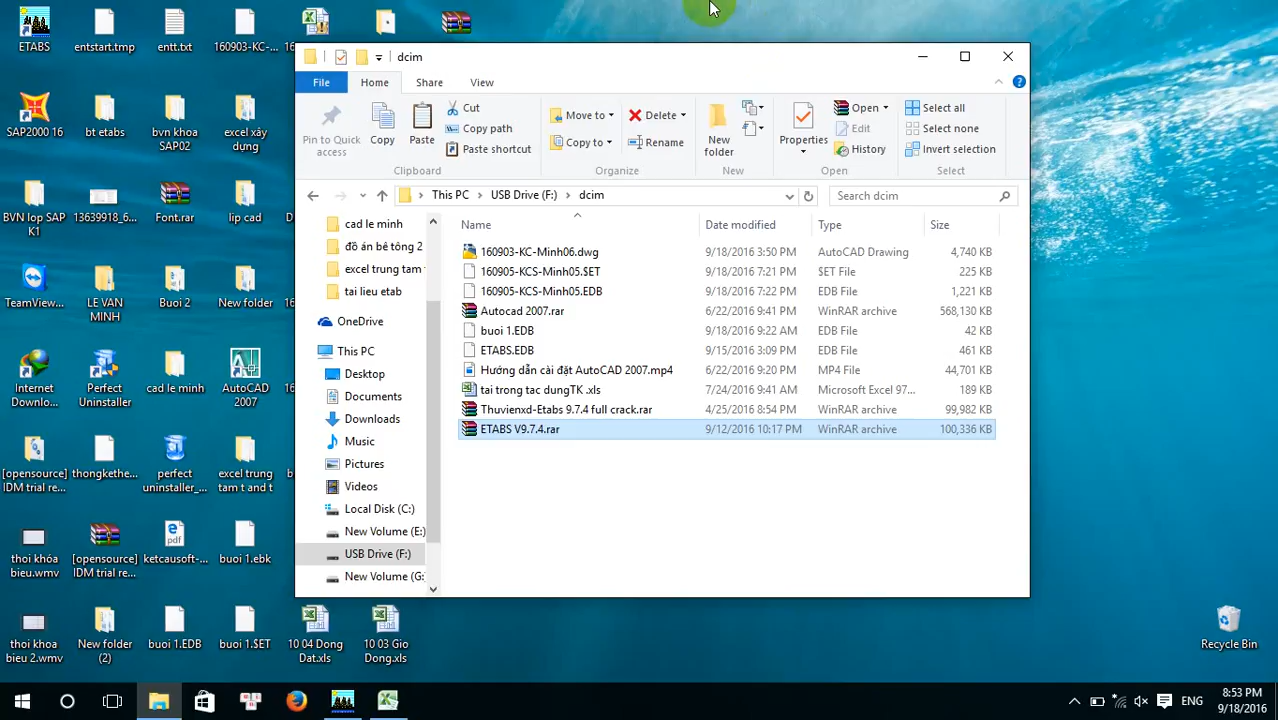 ETABS
entstart.tmp
entt.txt
160903-KC-...
SAP2000 16
bt etabs
bvn khoa
SAP02
excel xây
dựng
BVN lop SAP
K1
13639918_6...
Font.rar
lip cad
TeamView...
LE VAN
MINH
Buoi 2
New folder
Internet
Downlo...
Perfect
Uninstaller
cad le minh
AutoCAD
2007
[opensource]
IDM trial re...
thongkethe...
perfect
uninstaller_...
excel trung
tam t and t
thoi khóa
bieu.wmv
[opensource]
IDM trial re...
ketcausoft-...
buoi 1.ebk
thoi khoa
bieu 2.wmv
New folder
(2)
buoi 1.EDB
buoi 1.$ET
10 04 Dong
Dat.xls
10 03 Gio
Dong.xls
Recycle Bin
dcim
File Home Share View
Pin to Quick
access
Copy
Paste
Cut
Copy path
Paste shortcut
Clipboard
Move to
Copy to
Delete
Rename
Organize
New
folder
New
Properties
Open
Edit
History
Open
Select all
Select none
Invert selection
Select
This PC USB Drive (F:) dcim
Search dcim
cad le minh
đồ án bê tông 2
excel trung tam
tai lieu etab
OneDrive
This PC
Desktop
Documents
Downloads
Music
Pictures
Videos
Local Disk (C:)
New Volume (E:)
USB Drive (F:)
New Volume (G:
Name Date modified Type Size
160903-KC-Minh06.dwg 9/18/2016 3:50 PM AutoCAD Drawing 4,740 KB
160905-KCS-Minh05.$ET 9/18/2016 7:21 PM $ET File 225 KB
160905-KCS-Minh05.EDB 9/18/2016 7:22 PM EDB File 1,221 KB
Autocad 2007.rar 6/22/2016 9:41 PM WinRAR archive 568,130 KB
buoi 1.EDB 9/18/2016 9:22 AM EDB File 42 KB
ETABS.EDB 9/15/2016 3:09 PM EDB File 461 KB
Hướng dẫn cài đặt AutoCAD 2007.mp4 6/22/2016 9:20 PM MP4 File 44,701 KB
tai trong tac dungTK .xls 7/24/2016 9:41 AM Microsoft Excel 97... 189 KB
Thuvienxd-Etabs 9.7.4 full crack.rar 4/25/2016 8:54 PM WinRAR archive 99,982 KB
ETABS V9.7.4.rar 9/12/2016 10:17 PM WinRAR archive 100,336 KB
ENG
8:53 PM
9/18/2016